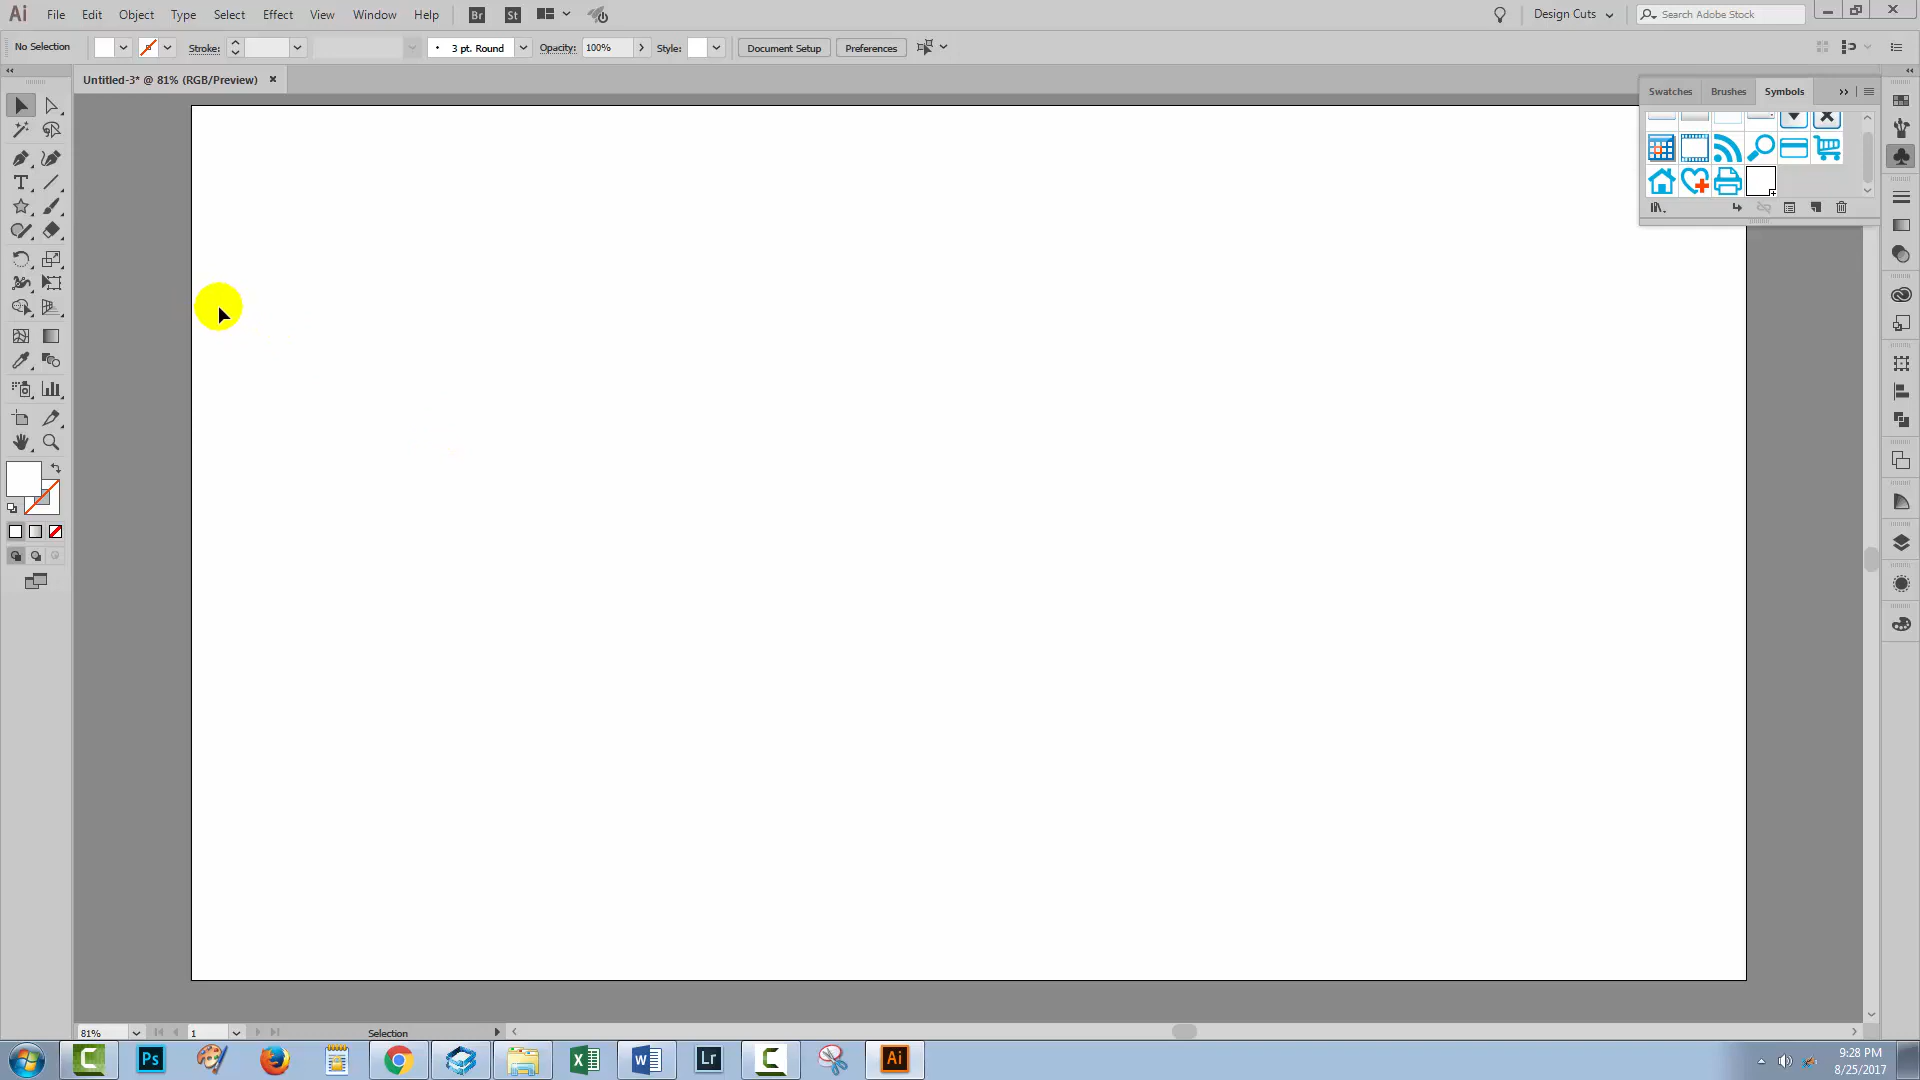 Ai File Edit Object Type Select Effect View Window Help Br St Design Cuts Search Adobe Stock
No Selection Stroke: 3 pt. Round Opacity: 100% Style: Document Setup Preferences
Untitled-3* @ 81% (RGB/Preview)
Swatches Brushes Symbols
81% 1 Selection
Ps Lr Ai
9:28 PM
8/25/2017